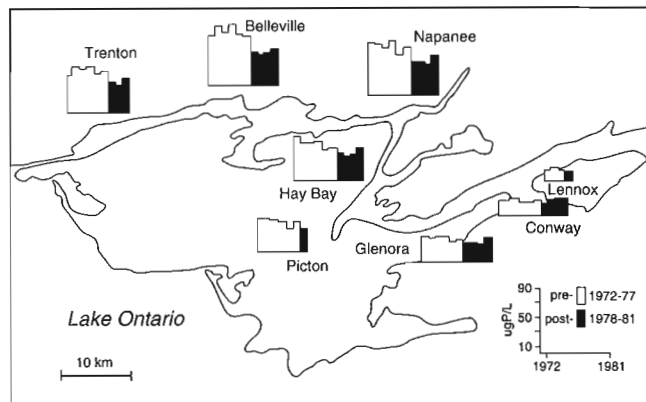 Belleville
Napanee
Trenton
Hay Bay
Lennox
Conway
Picton
Glenora
Lake Ontario
10 km
ugP/L
90
50
10
pre- 1972-77
post- 1978-81
1972 1981